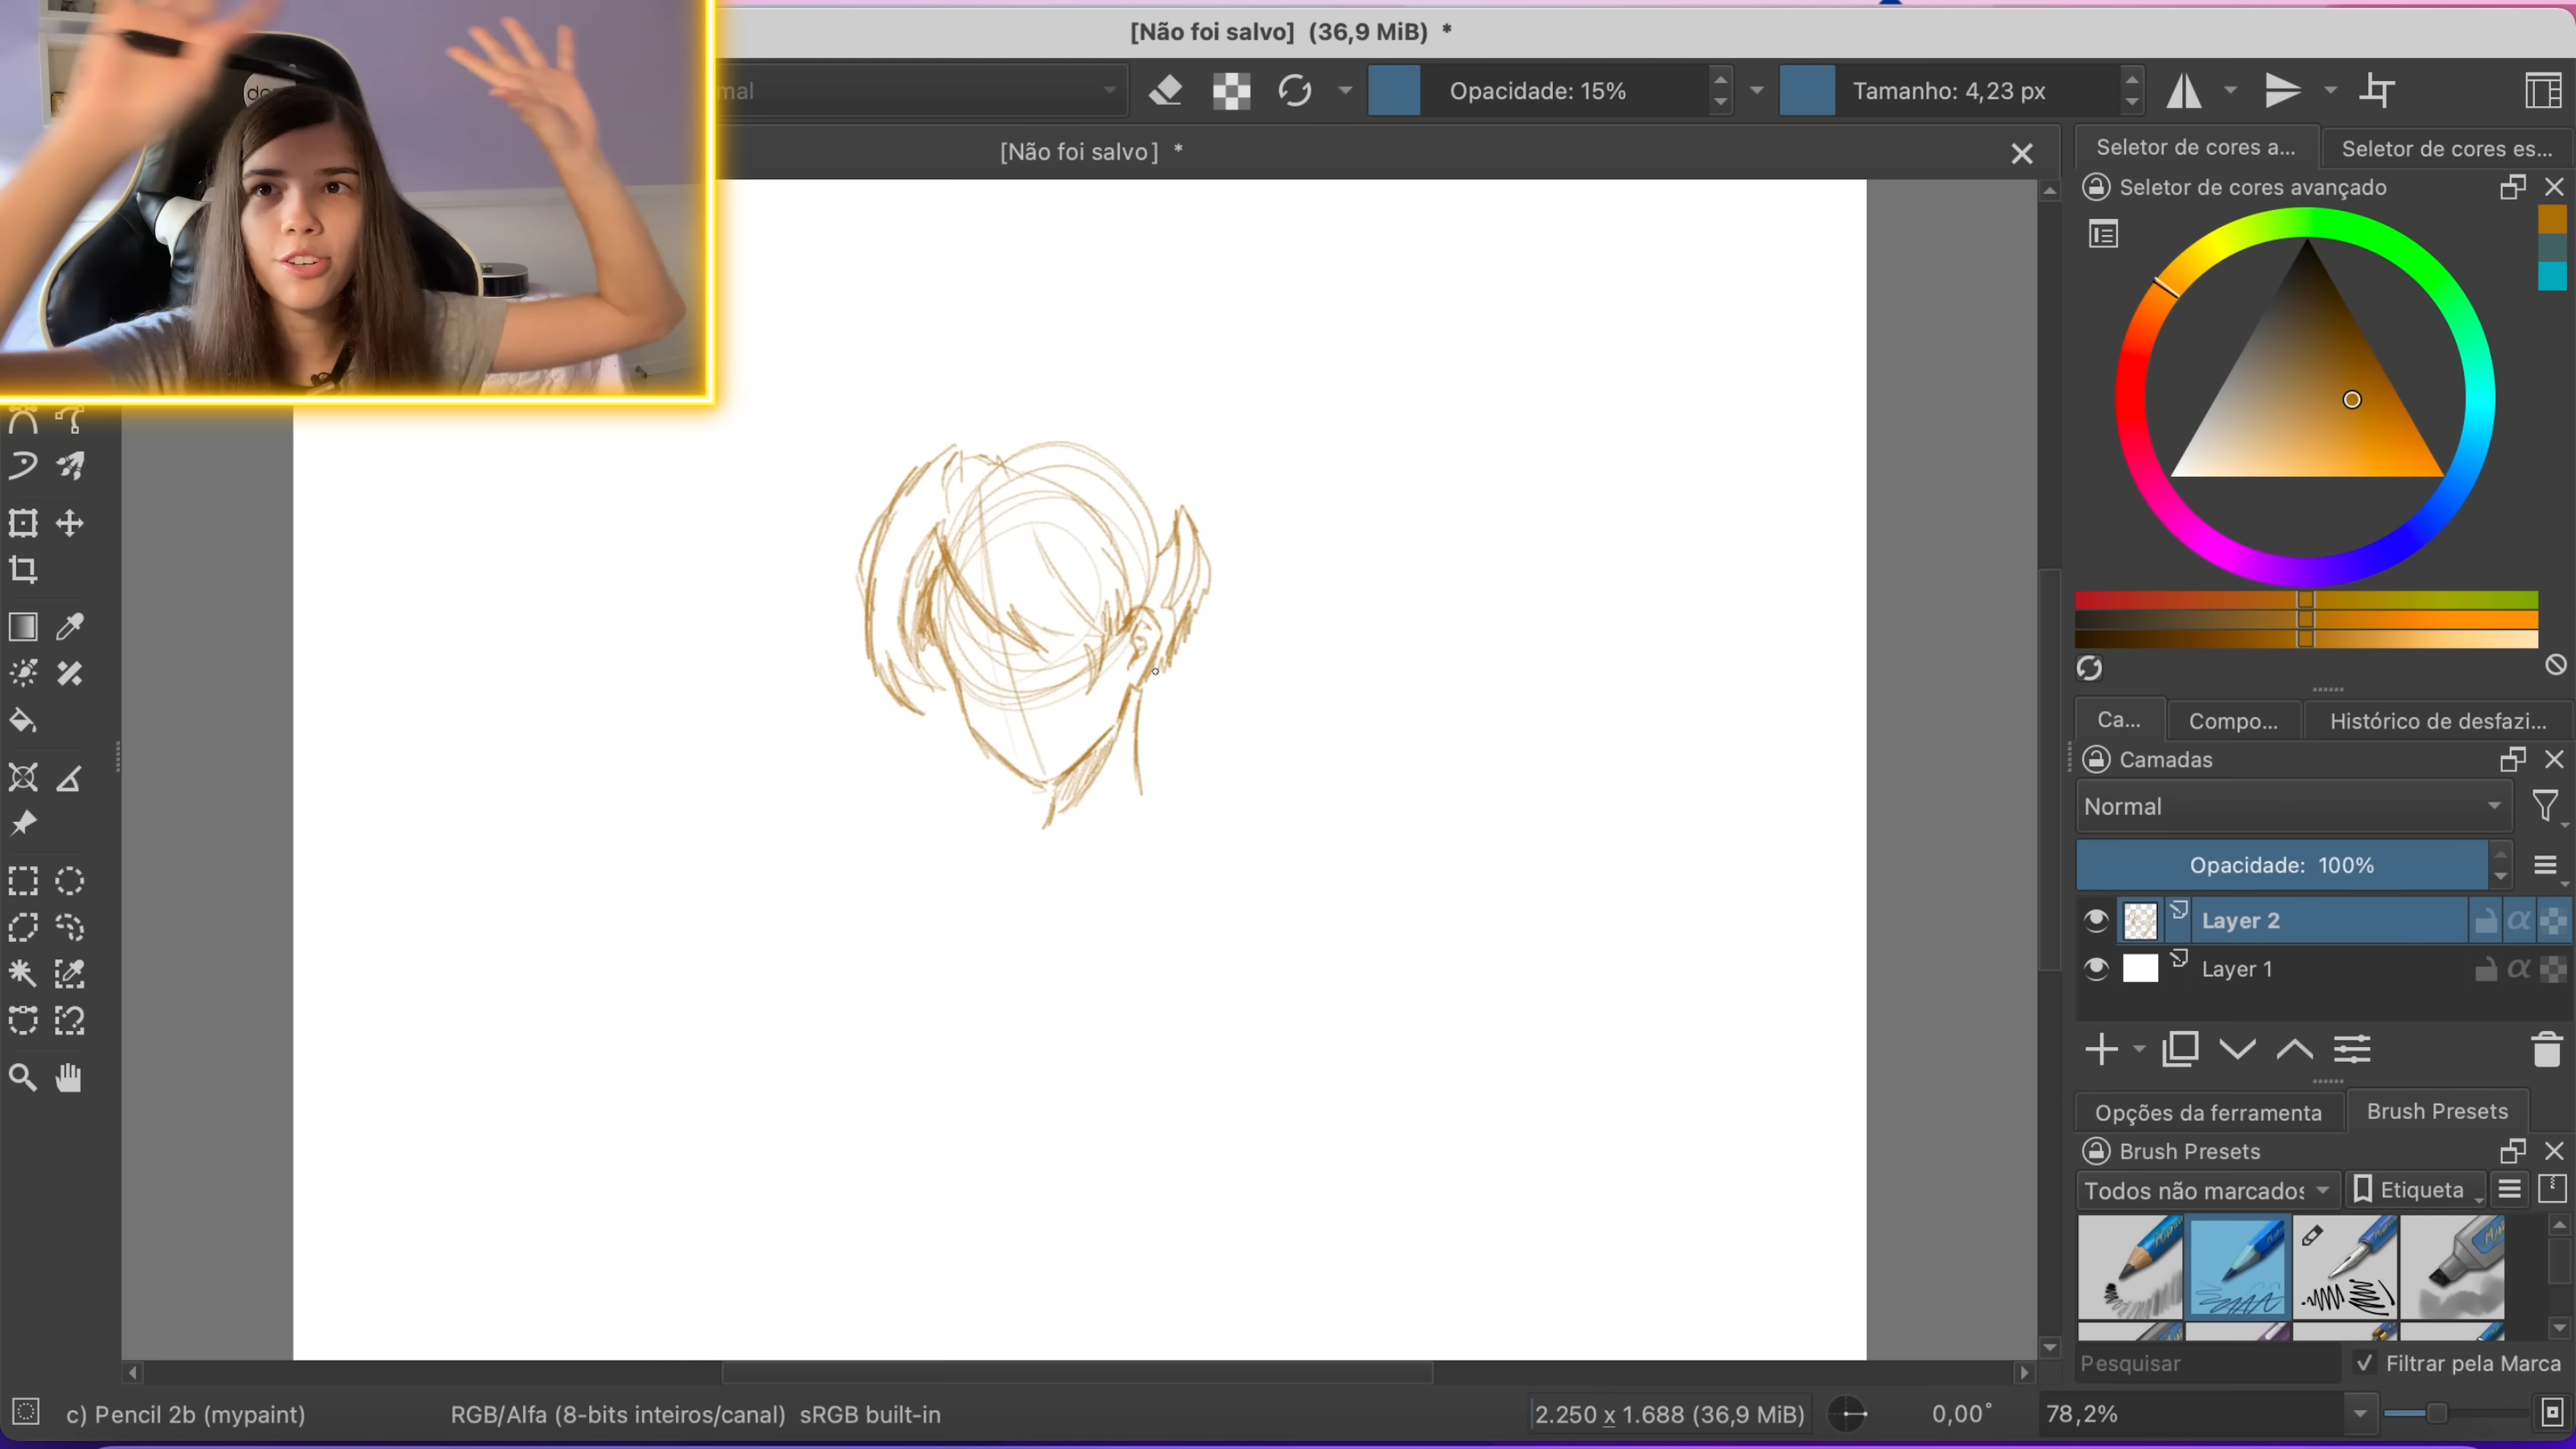 [Não foi salvo] (36,9 MiB) *
Opacidade: 15%
Tamanho: 4,23 px
[Não foi salvo] *
Seletor de cores a...
Seletor de cores es...
Seletor de cores avançado
Ca...
Compo...
Histórico de desfazi...
Camadas
Normal
Opacidade: 100%
Layer 2
α
Layer 1
α
Opções da ferramenta
Brush Presets
Brush Presets
Todos não marcados
Etiqueta
Pesquisar
Filtrar pela Marca
c) Pencil 2b (mypaint)
RGB/Alfa (8-bits inteiros/canal) sRGB built-in
2.250 x 1.688 (36,9 MiB)
0,00°
78,2%